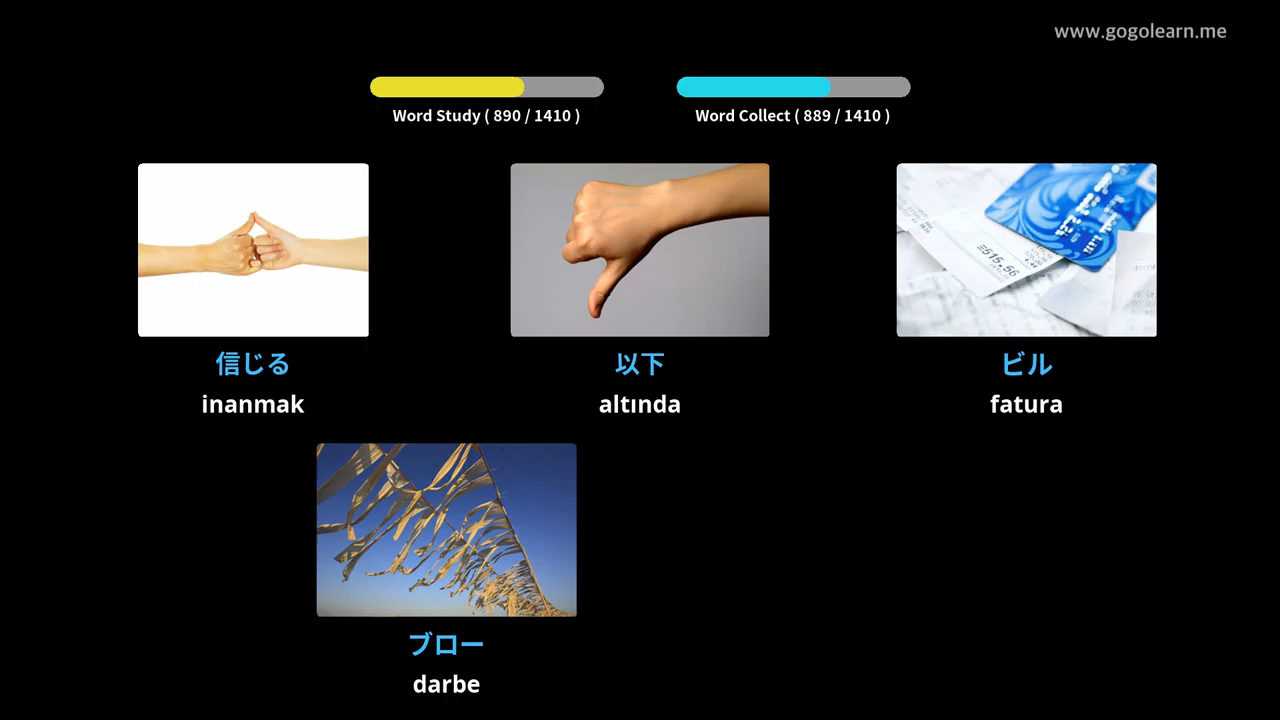 www.gogolearn.me
Word Study ( 890 / 1410 )
Word Collect ( 889 / 1410 )
信じる
inanmak
以下
altında
ビル
fatura
ブロー
darbe